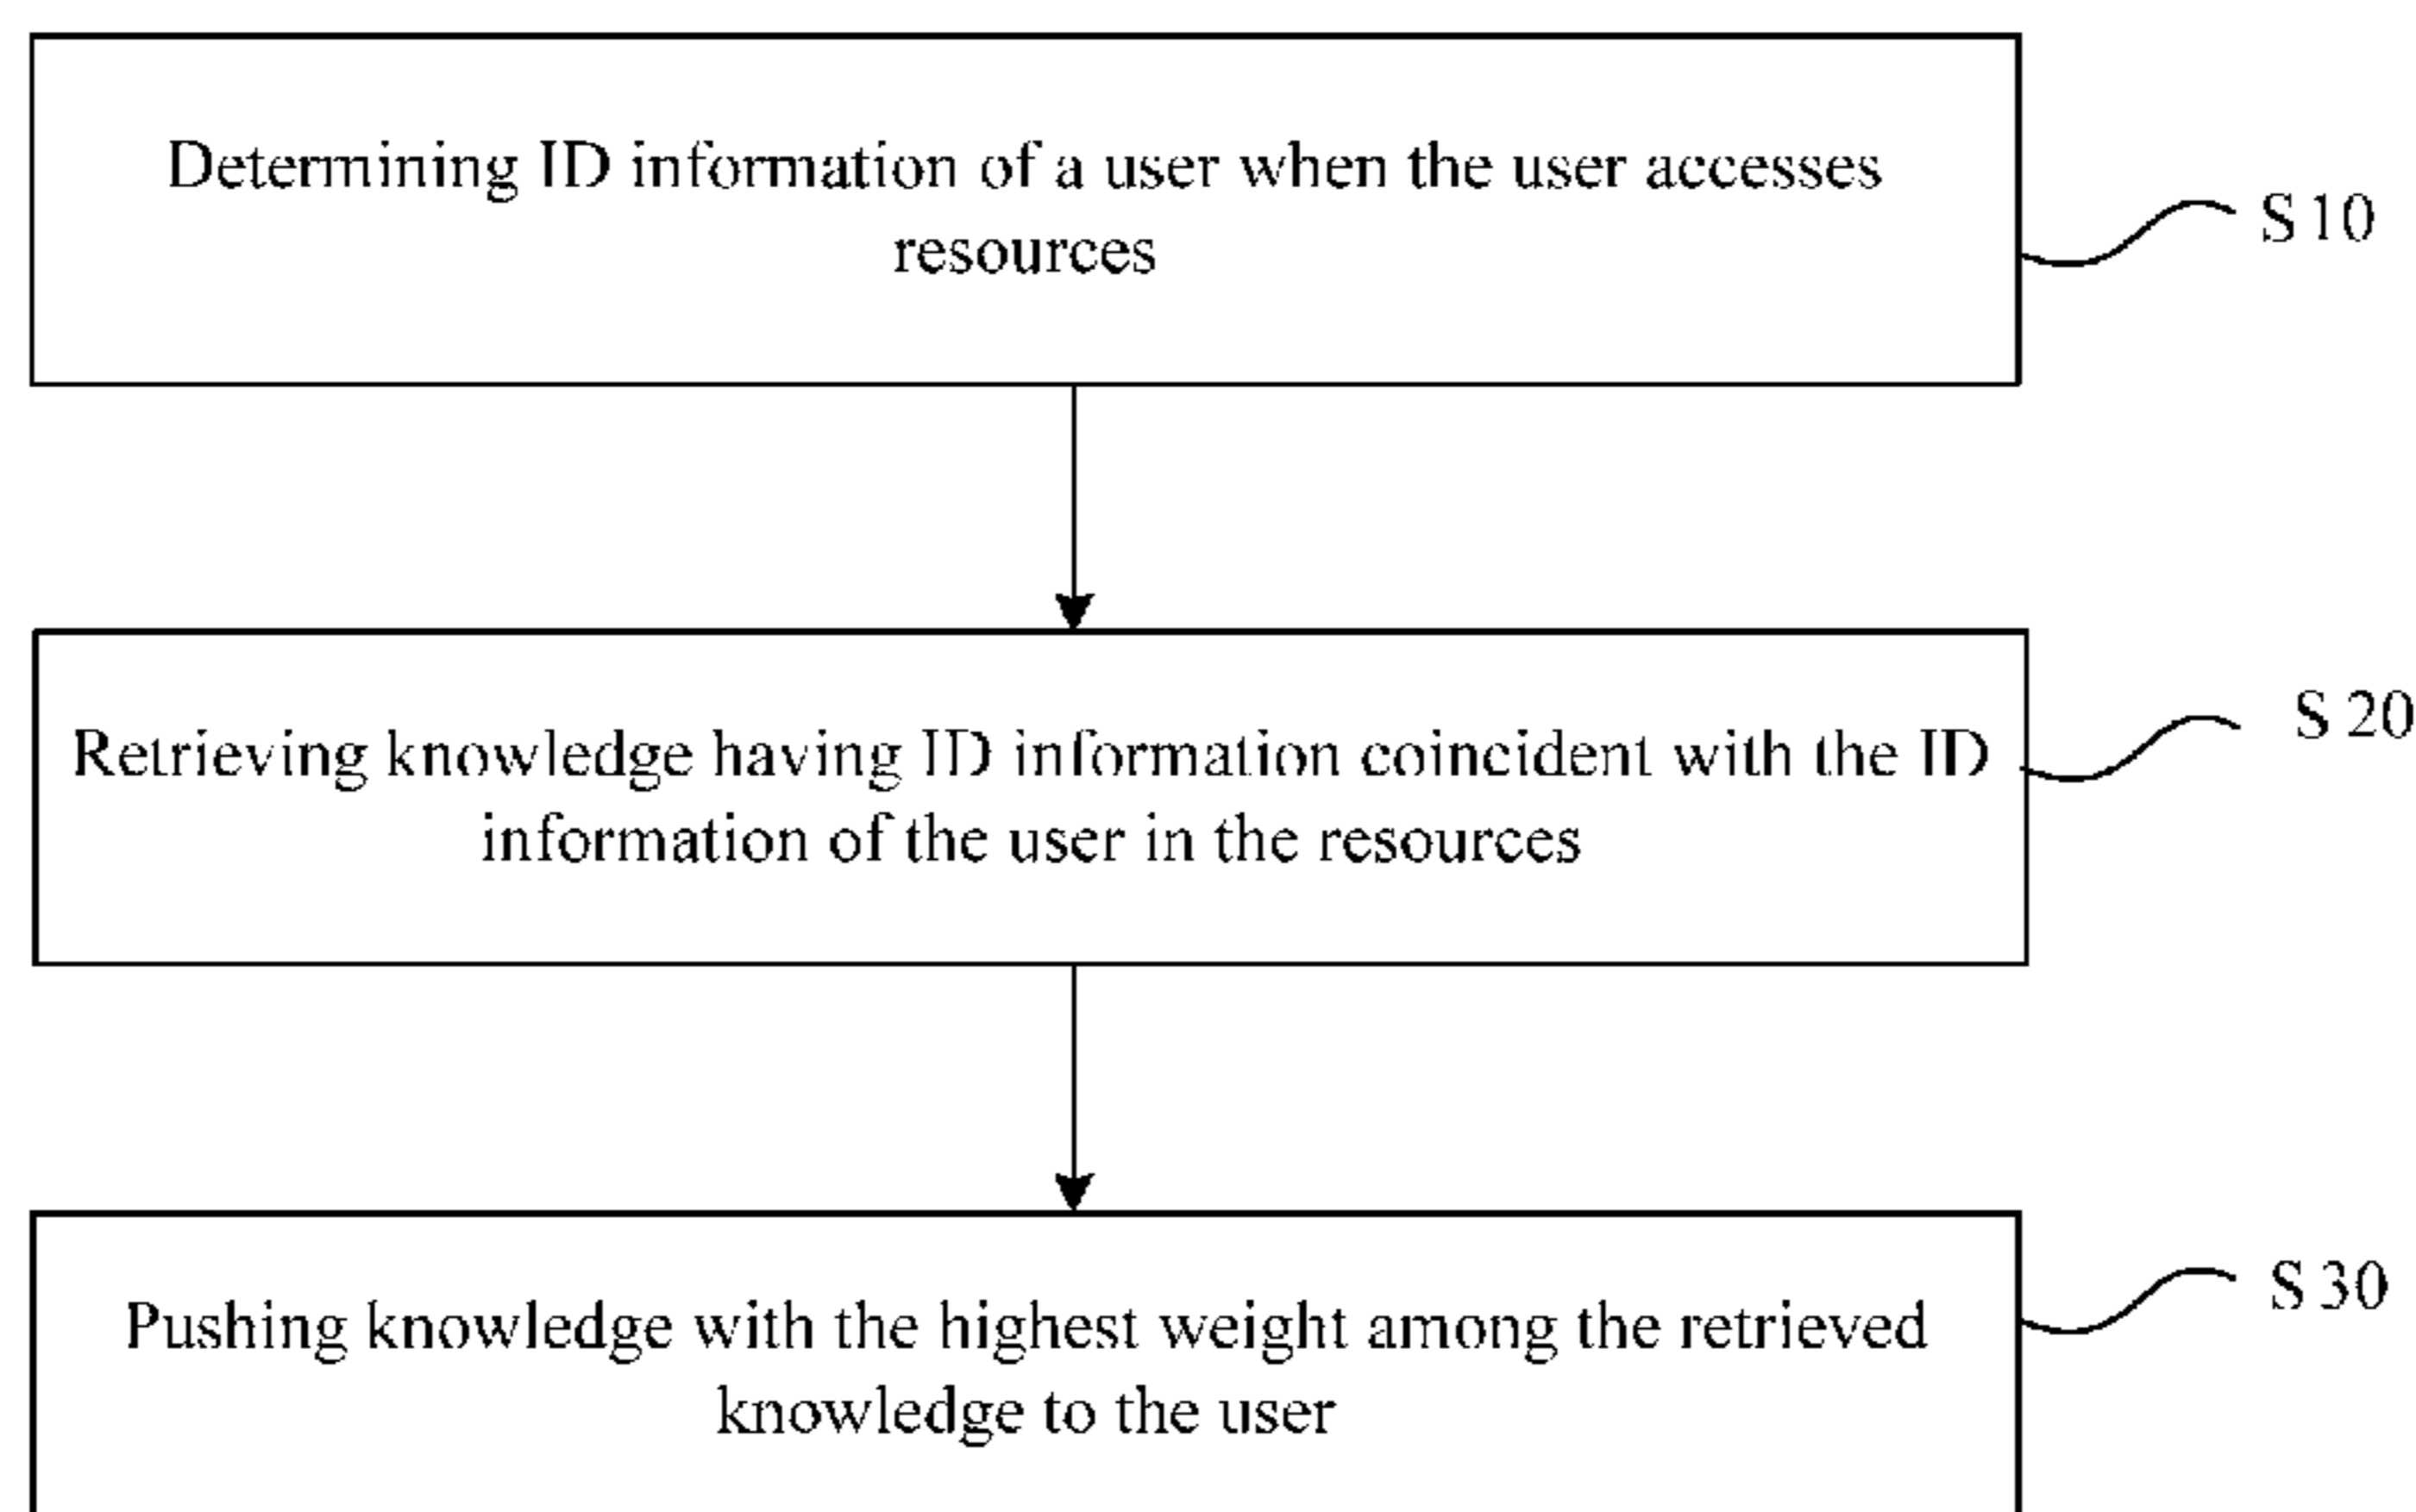 Determining ID information of a user when the user accesses
resources
S10
Retrieving knowledge having ID information coincident with the ID
information of the user in the resources
S20
Pushing knowledge with the highest weight among the retrieved
knowledge to the user
S30